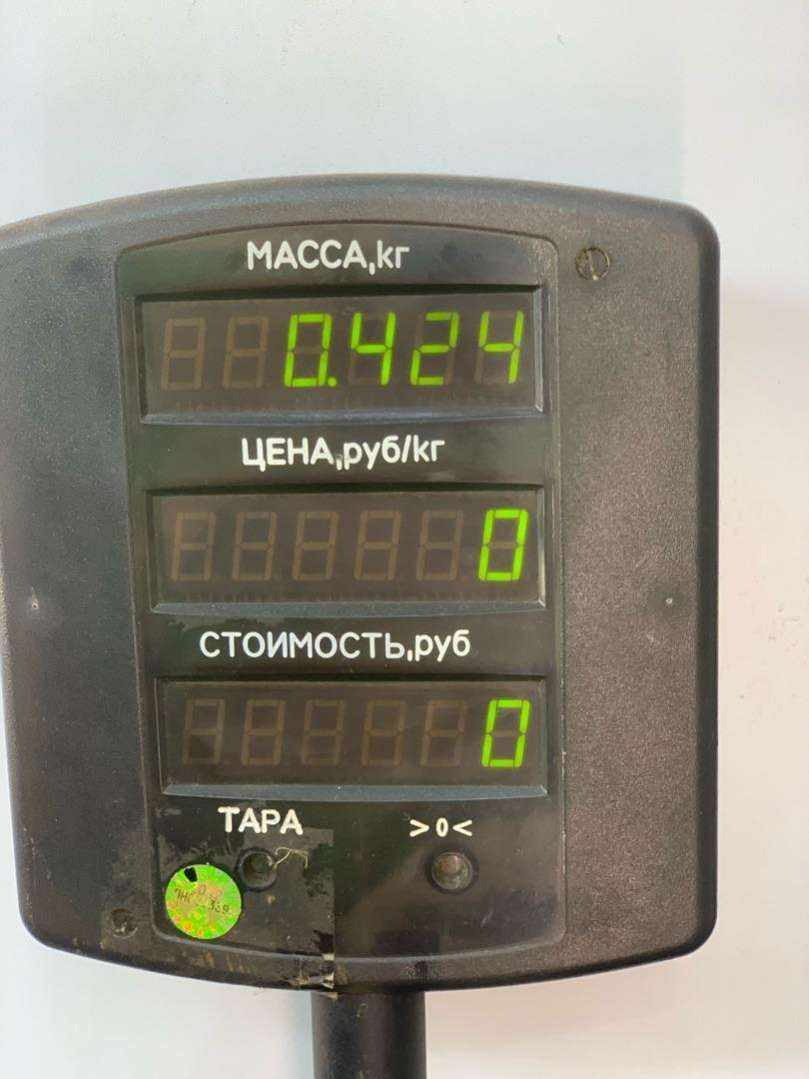 МАССА,кг
0.424
ЦЕНА,руб/кг
0
СТОИМОСТЬ,руб
0
ТАРА >0<